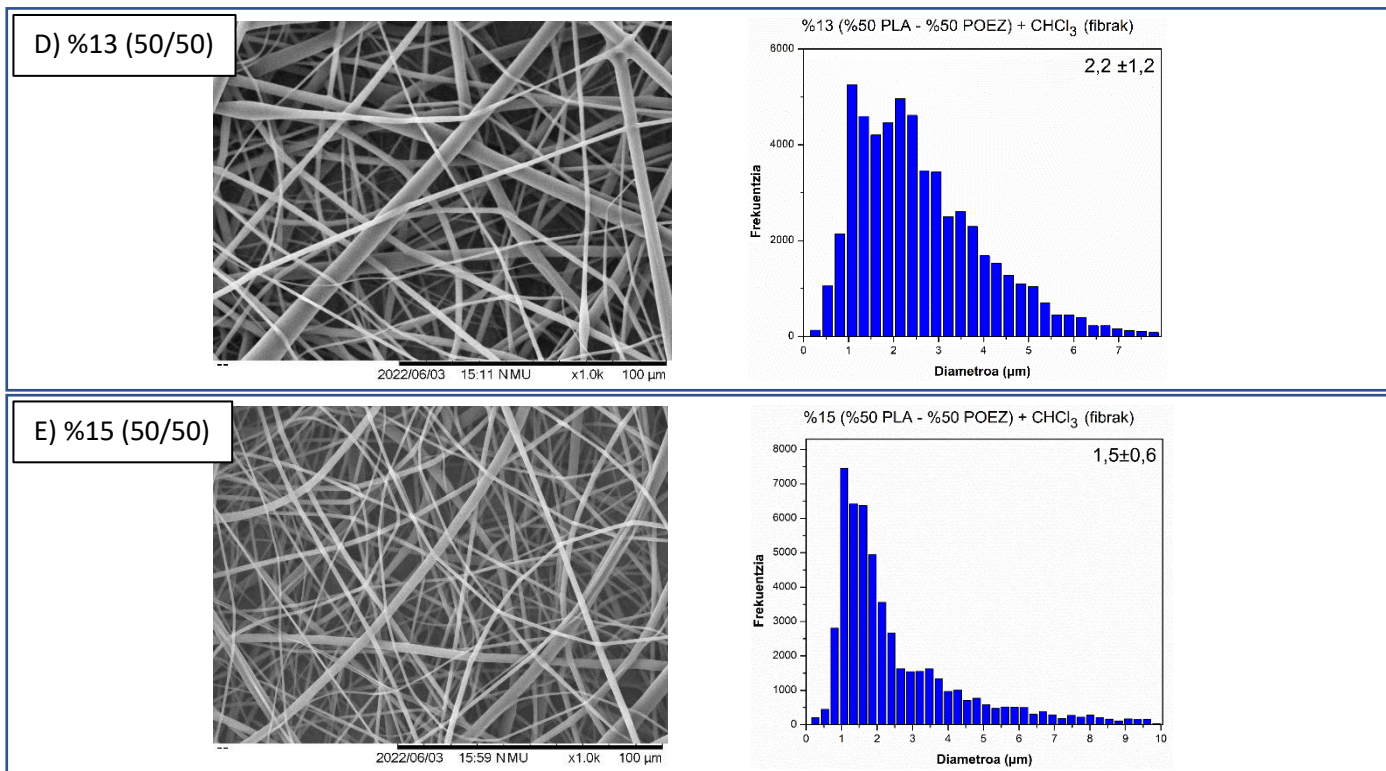 D) %13 (50/50)
2022/06/03 15:11 NMU x1.0k 100 µm
%13 (%50 PLA - %50 POEZ) + CHCl₃ (fibrak)
2,2 ±1,2
6000
4000
2000
0
Frekuentzia
0 1 2 3 4 5 6 7
Diametroa (µm)
E) %15 (50/50)
2022/06/03 15:59 NMU x1.0k 100 µm
%15 (%50 PLA - %50 POEZ) + CHCl₃ (fibrak)
1,5±0,6
8000
7000
6000
5000
4000
3000
2000
1000
0
Frekuentzia
0 1 2 3 4 5 6 7 8 9 10
Diametroa (µm)